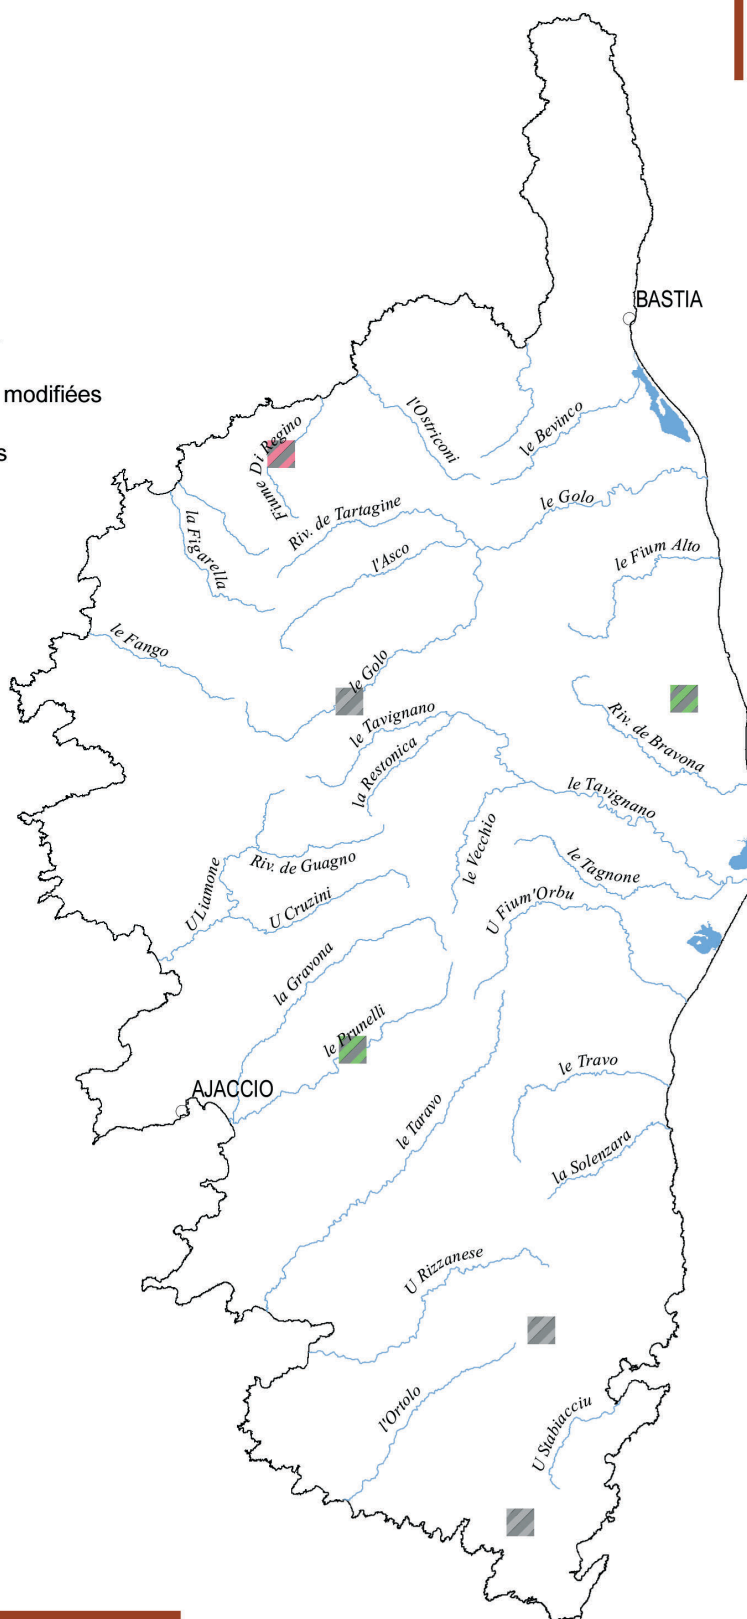 BASTIA
modifiées
s
l'Ostriconi
le Bevinco
Fiume Di Regino
la Figarella
Riv. de Tartagine
le Golo
l'Asco
le Fium Alto
le Fango
le Golo
le Tavignano
la Restonica
Riv. de Bravona
le Tavignano
le Vecchio
le Tagnone
Riv. de Guagno
U Liamone
U Cruzini
U Fium'Orbu
la Gravona
le Prunelli
le Travo
AJACCIO
le Taravo
la Solenzara
U Rizzanese
l'Ortolo
U Stabiacciu